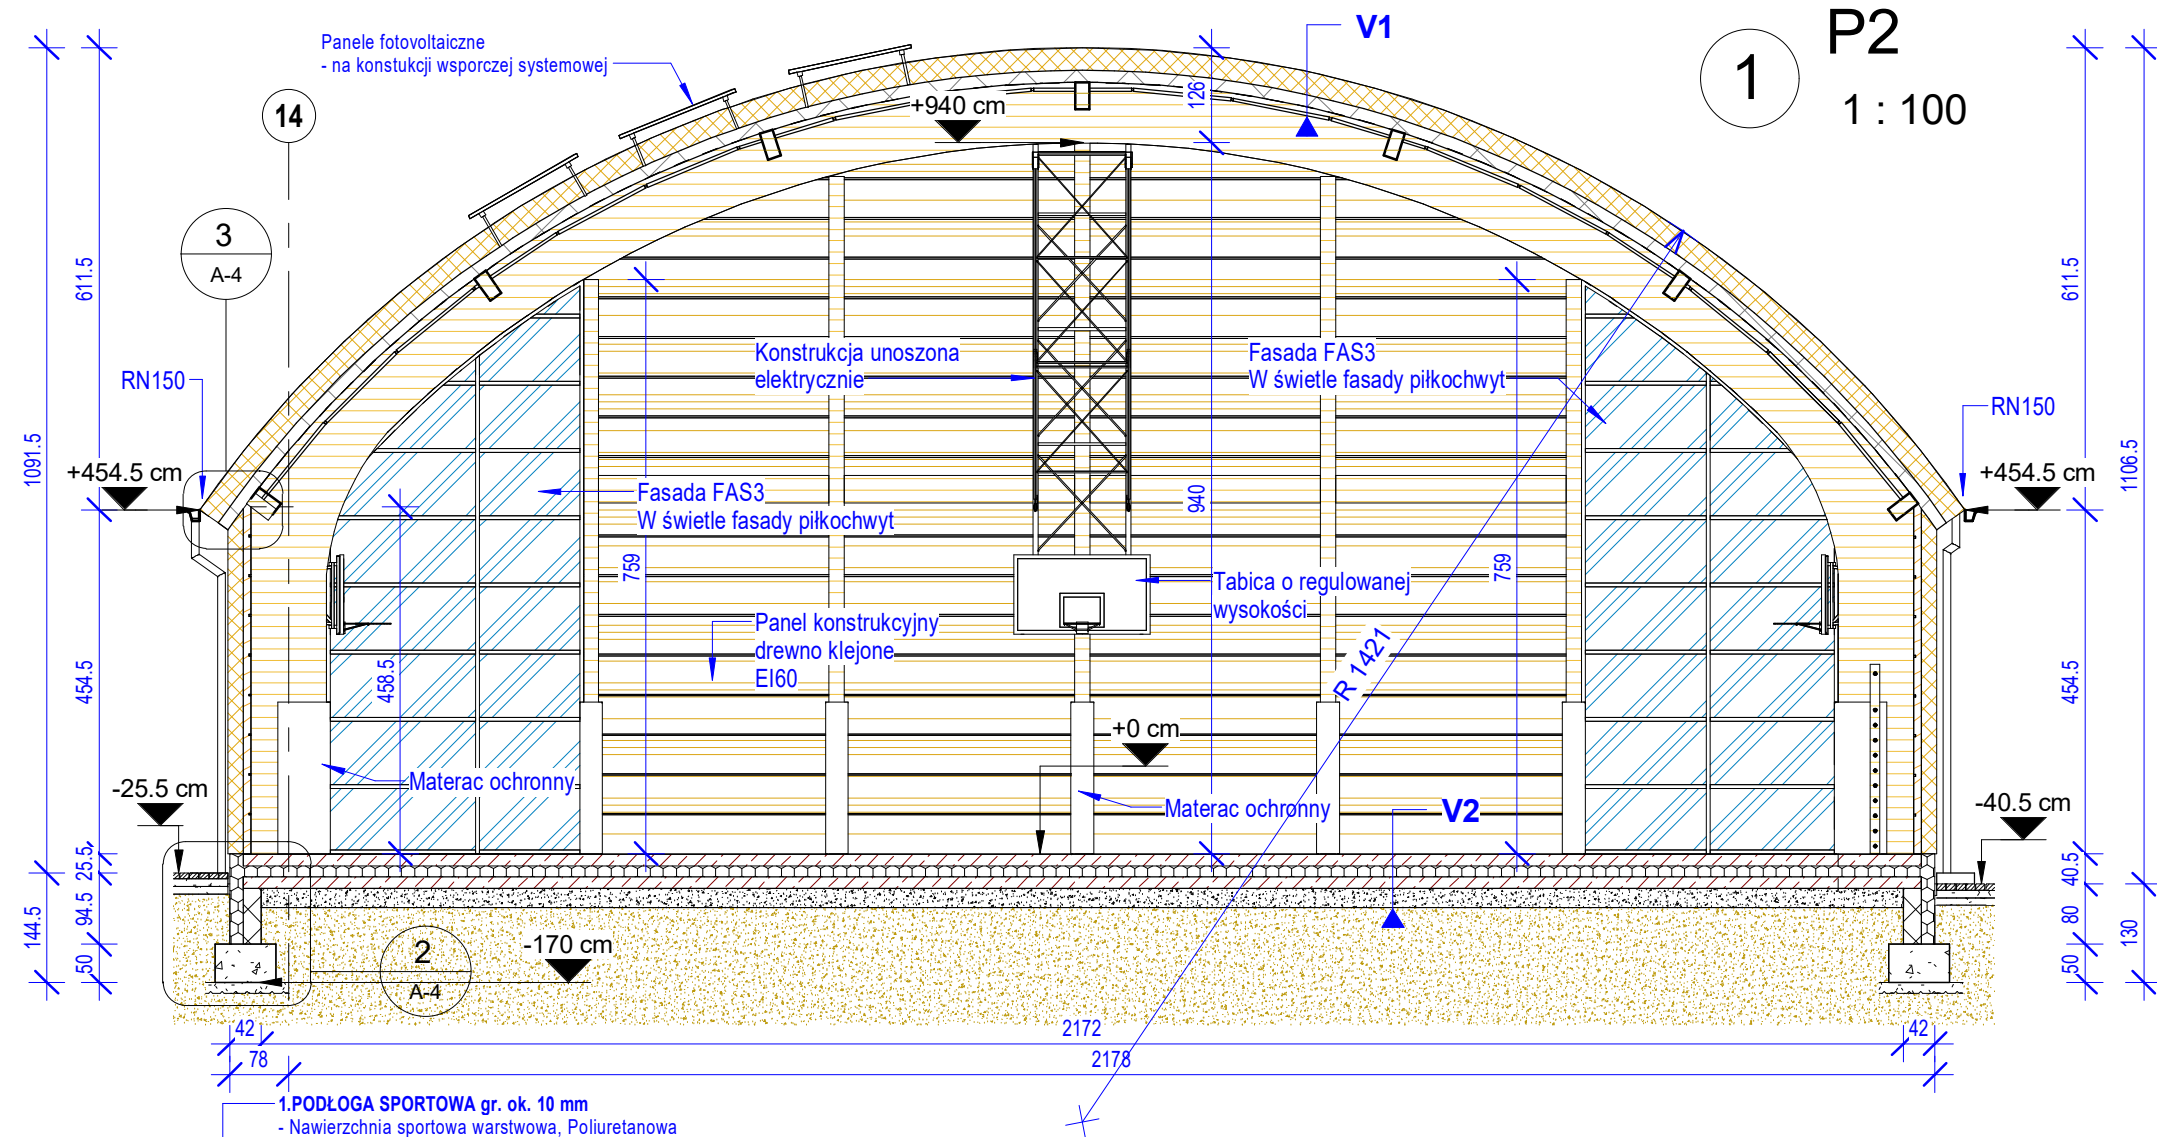 Panele fotovoltaiczne
- na konstukcji wsporczej systemowej
V1
1
P2
1 : 100
14
+940 cm
126
3
A-4
611.5
611.5
Konstrukcja unoszona
elektrycznie
Fasada FAS3
W świetle fasady piłkochwyt
RN150
RN150
1091.5
1106.5
+454.5 cm
+454.5 cm
Fasada FAS3
W świetle fasady piłkochwyt
940
759
759
Tabica o regulowanej
wysokości
Panel konstrukcyjny
drewno klejone
EI60
R 1421
454.5
458.5
454.5
+0 cm
Materac ochronny
Materac ochronny
V2
-25.5 cm
-40.5 cm
25.5
40.5
94.5
80
144.5
130
50
50
2
A-4
-170 cm
42
2172
42
78
2178
1.PODŁOGA SPORTOWA gr. ok. 10 mm
- Nawierzchnia sportowa warstwowa, Poliuretanowa